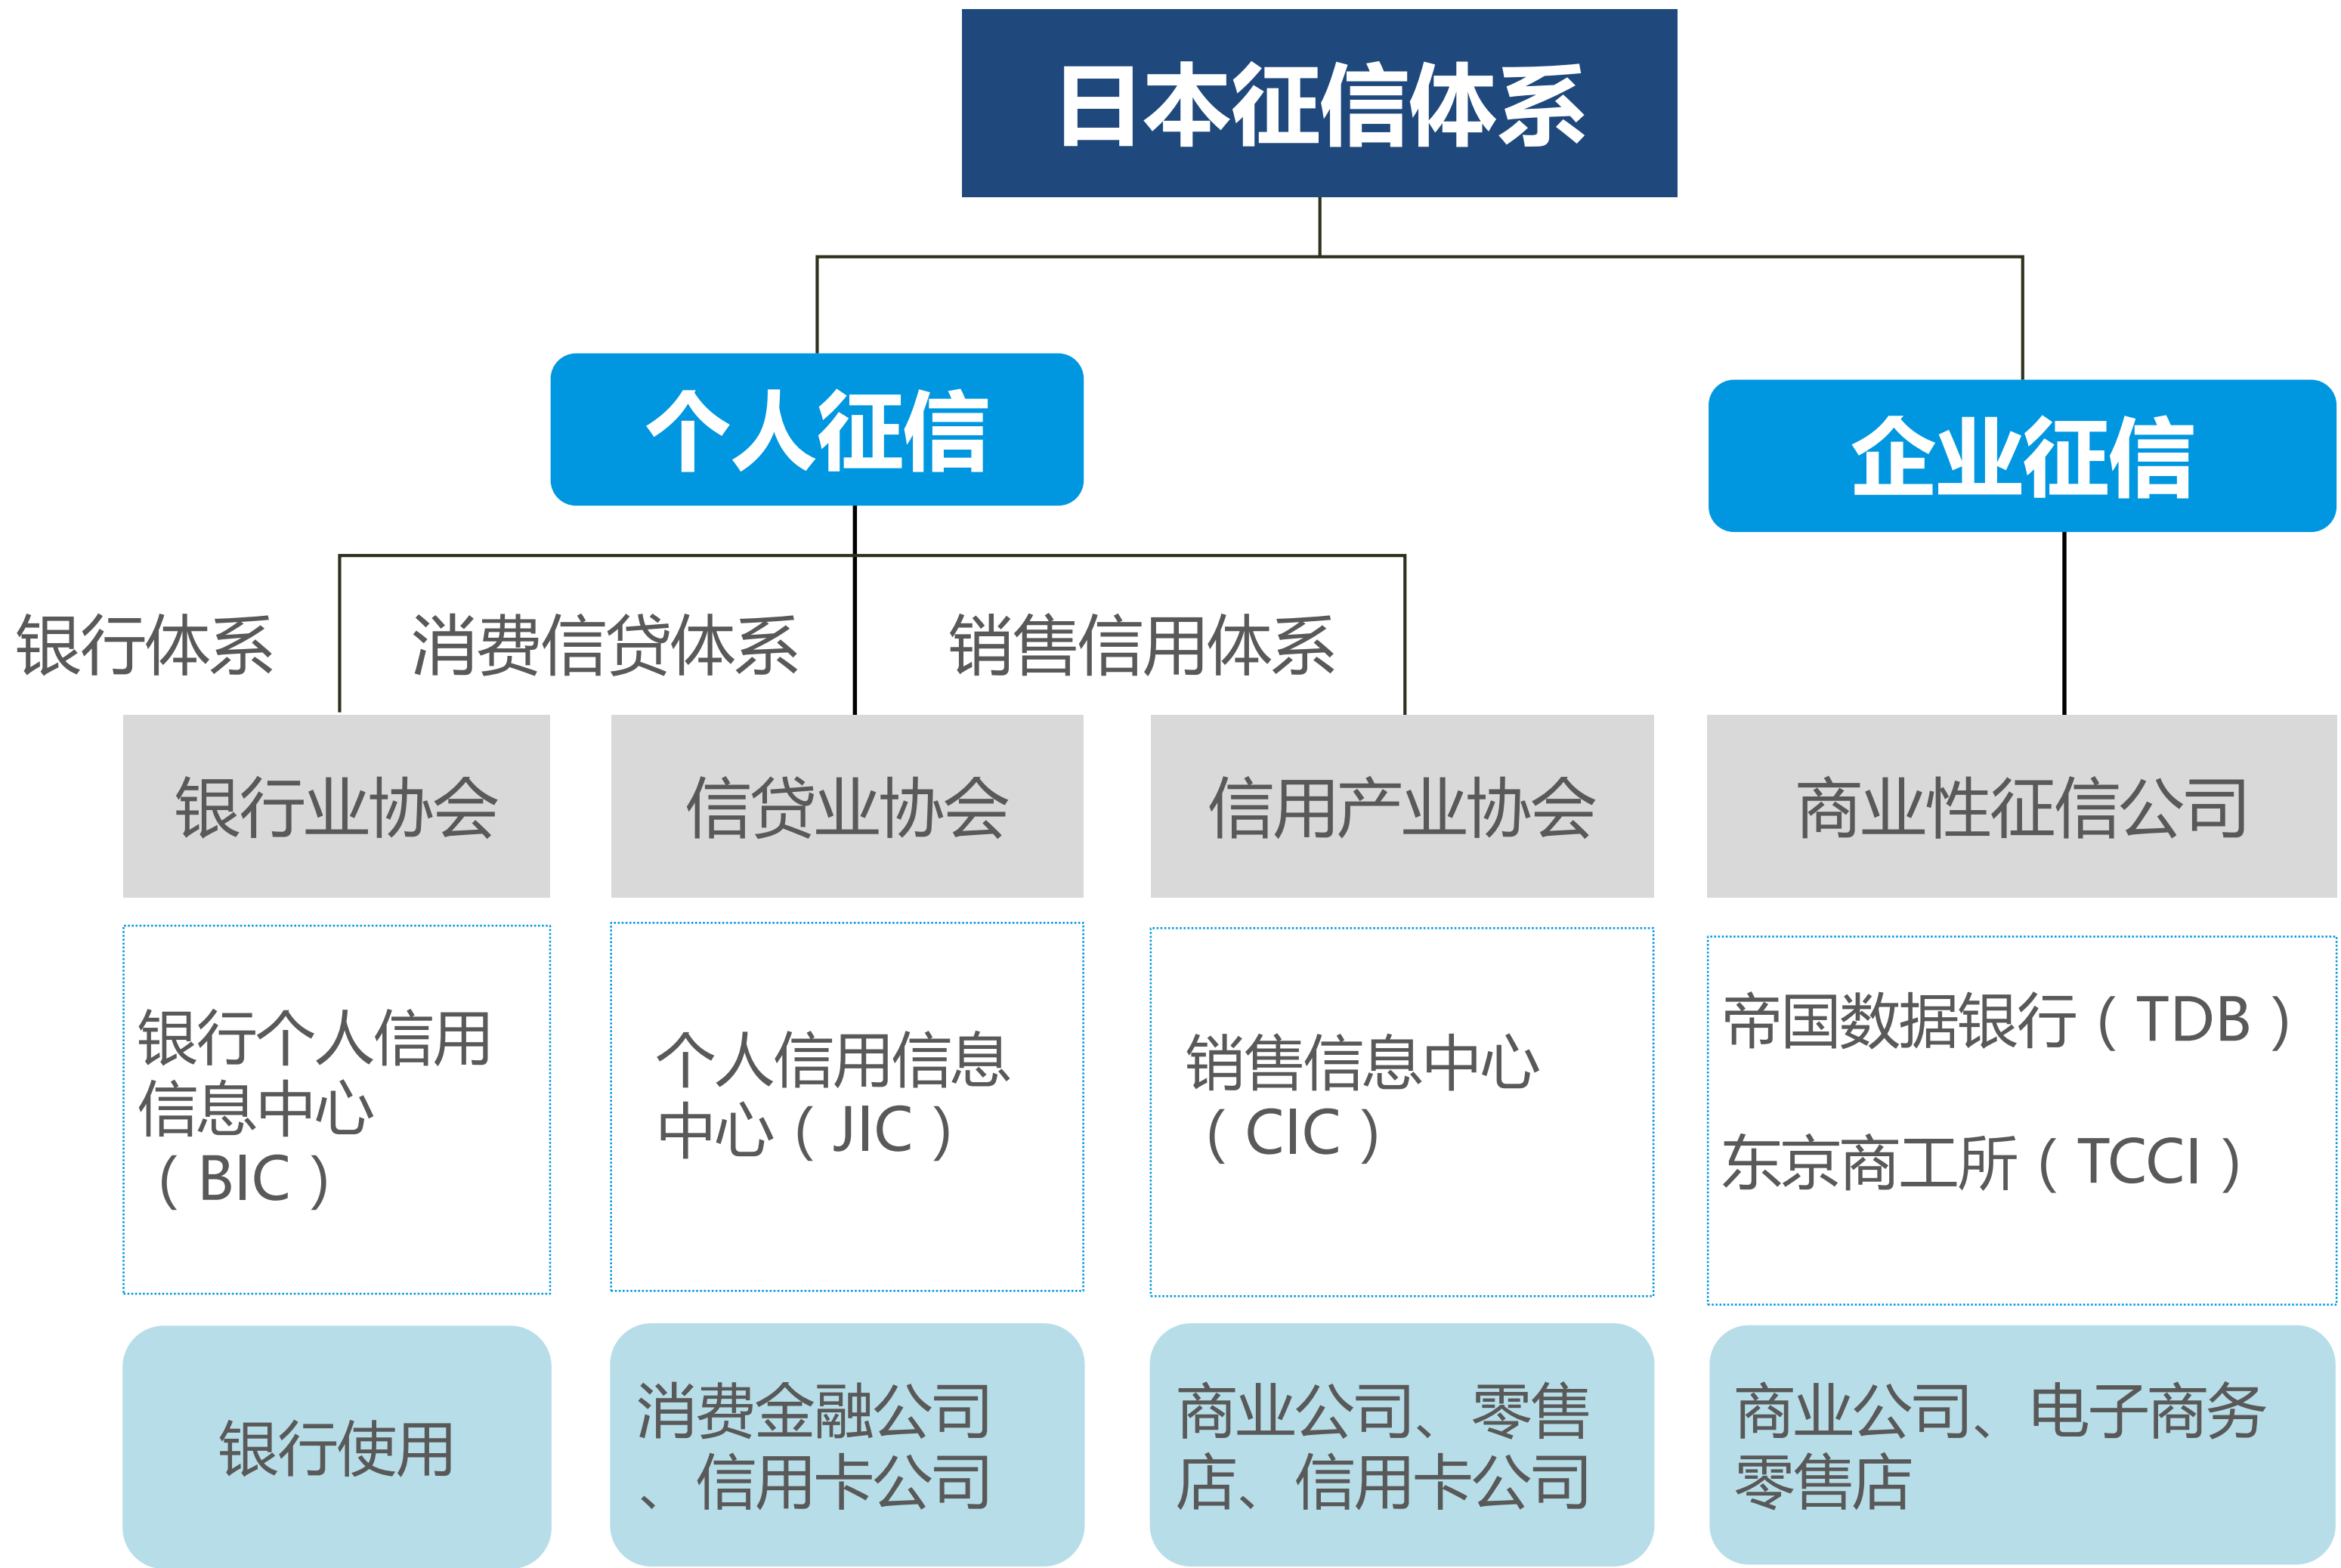 日本征信体系
个人征信
企业征信
银行体系
消费信贷体系
销售信用体系
银行业协会
信贷业协会
信用产业协会
商业性征信公司
银行个人信用
信息中心
（BIC）
个人信用信息
中心（JIC）
销售信息中心
（CIC）
帝国数据银行（TDB）
东京商工所（TCCI）
银行使用
消费金融公司
、信用卡公司
商业公司、零售
店、信用卡公司
商业公司、 电子商务
零售店